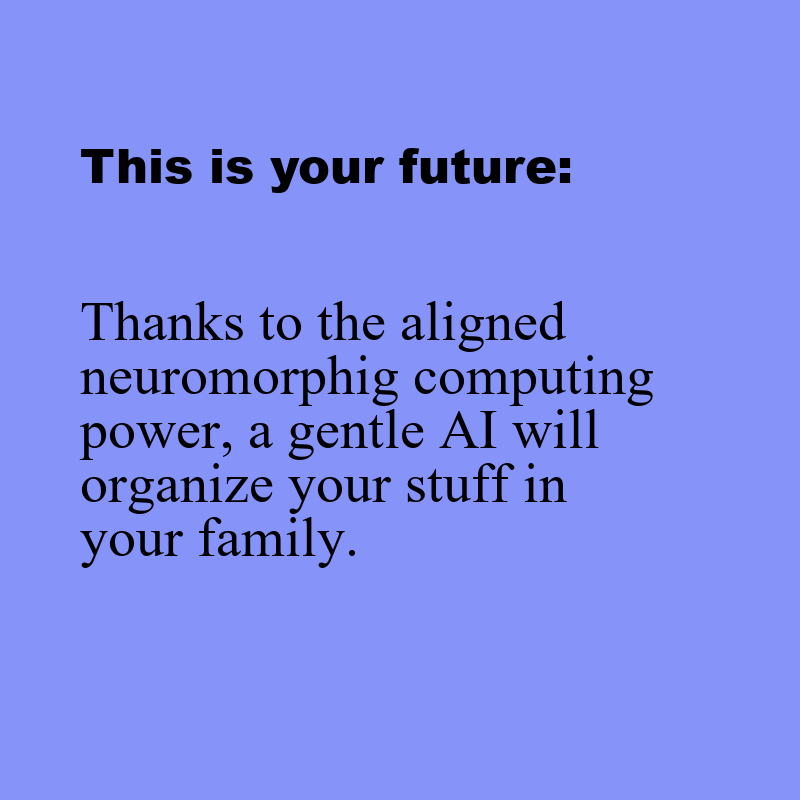 This is your future:
Thanks to the aligned
neuromorphig computing
power, a gentle AI will
organize your stuff in
your family.